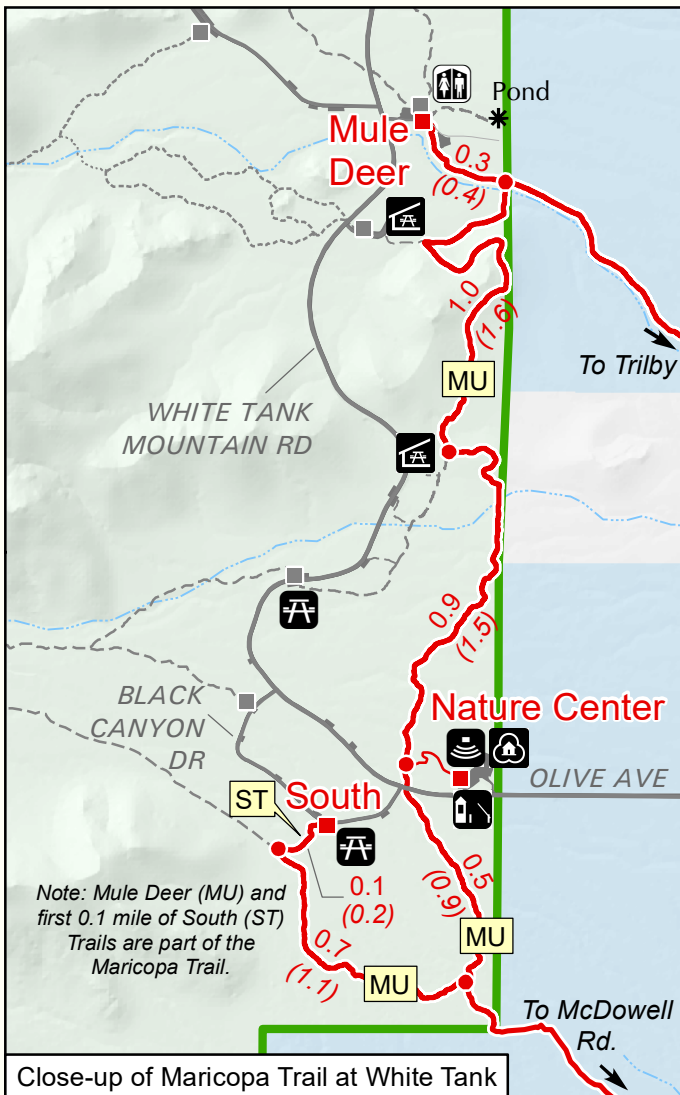 Pond
Mule
Deer
0.3
(0.4)
1.0
(1.6)
To Trilby
MU
WHITE TANK
MOUNTAIN RD
0.9
(1.5)
BLACK
CANYON
DR
Nature Center
OLIVE AVE
ST
South
0.1
(0.2)
0.5
(0.9)
Note: Mule Deer (MU) and
first 0.1 mile of South (ST)
Trails are part of the
Maricopa Trail.
0.7
(1.1)
MU
MU
To McDowell
Rd.
Close-up of Maricopa Trail at White Tank